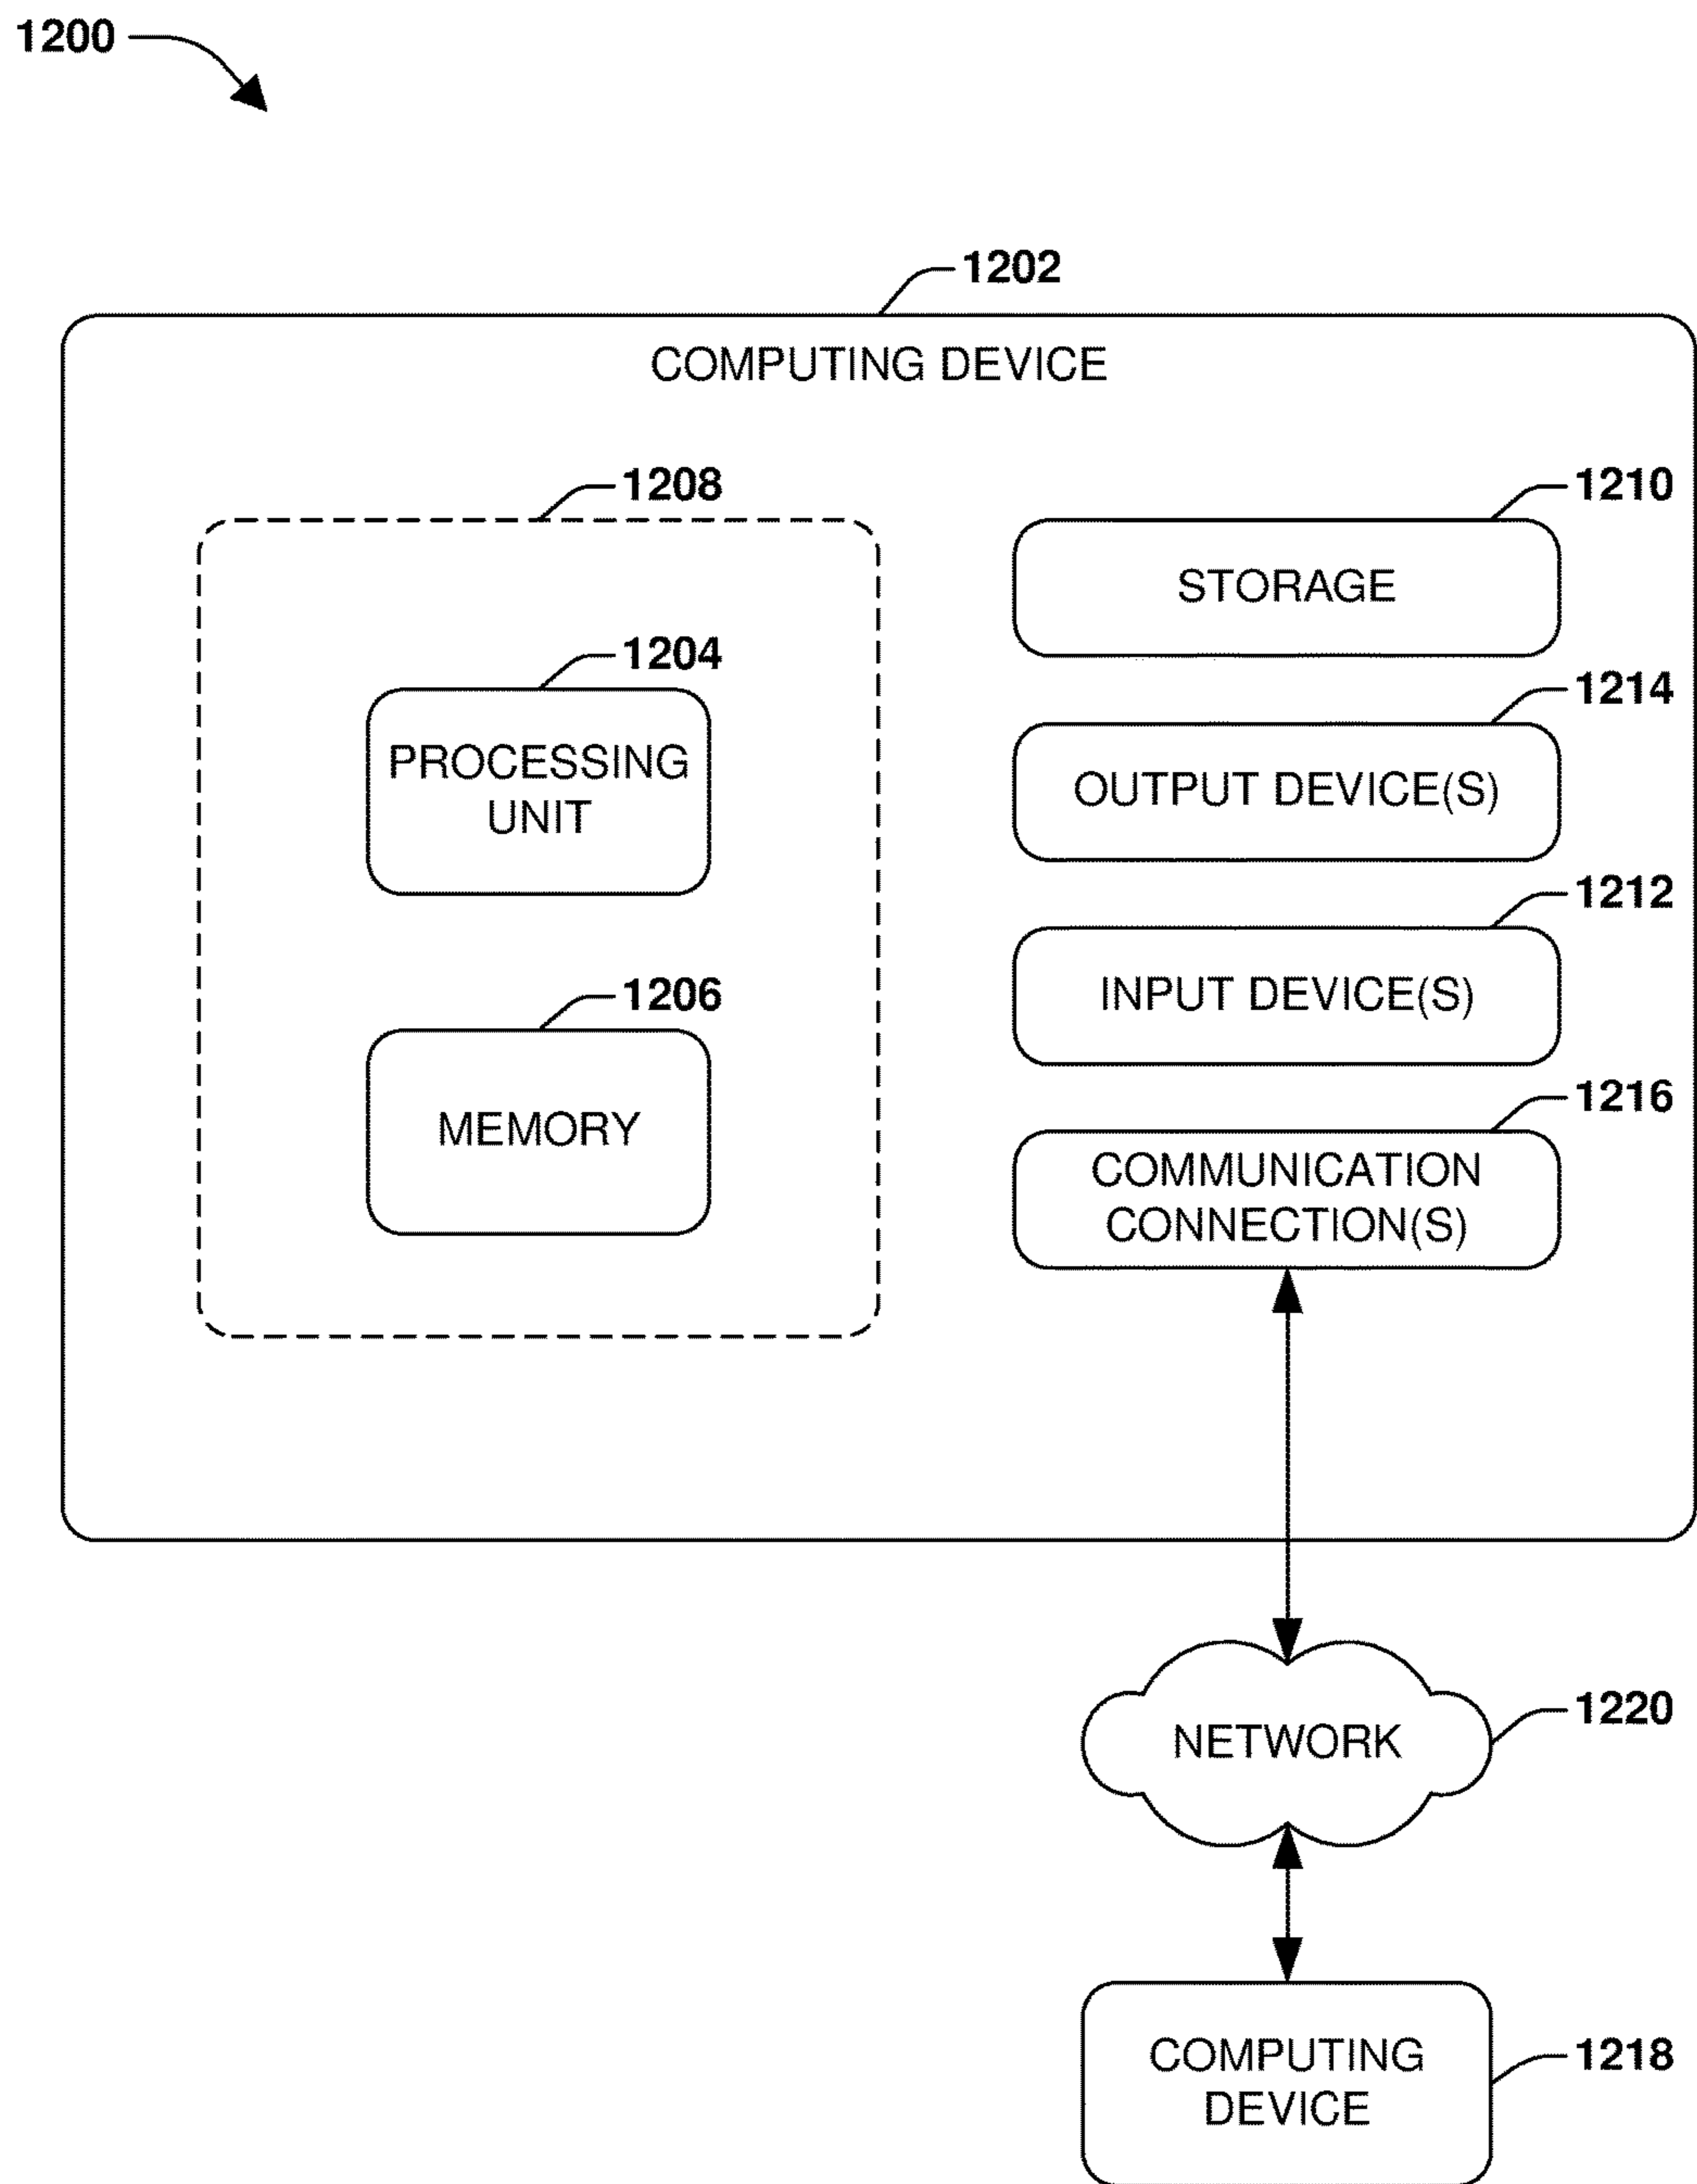 1200
1202
COMPUTING DEVICE
1208
1204
PROCESSING
UNIT
1206
MEMORY
1210
STORAGE
1214
OUTPUT DEVICE(S)
1212
INPUT DEVICE(S)
1216
COMMUNICATION
CONNECTION(S)
NETWORK
1220
COMPUTING
DEVICE
1218